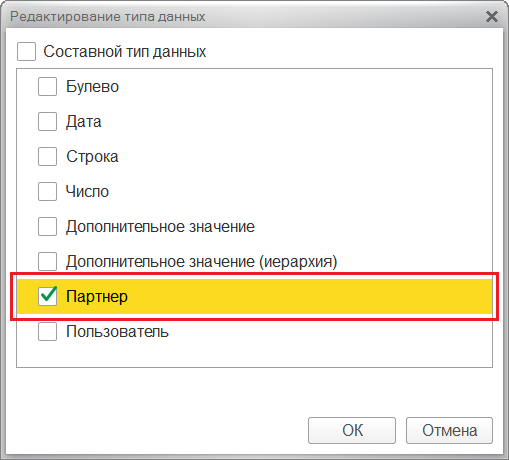 Редактирование типа данных
Составной тип данных
Булево
Дата
Строка
Число
Дополнительное значение
Дополнительное значение (иерархия)
Партнер
Пользователь
ОК Отмена